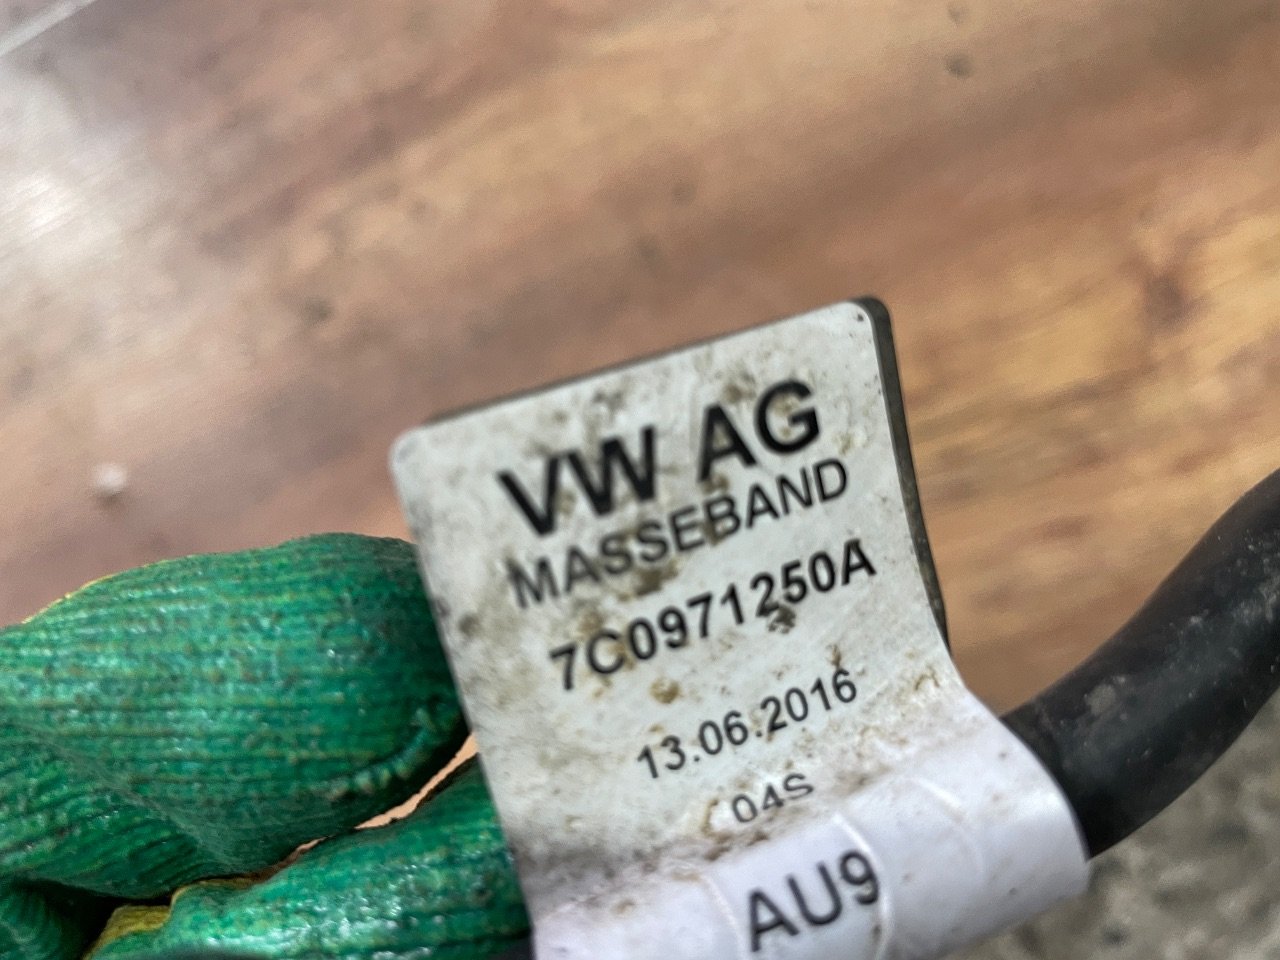 VW AG
MASSEBAND
7C0971250A
13.06.2016
04S
AU9